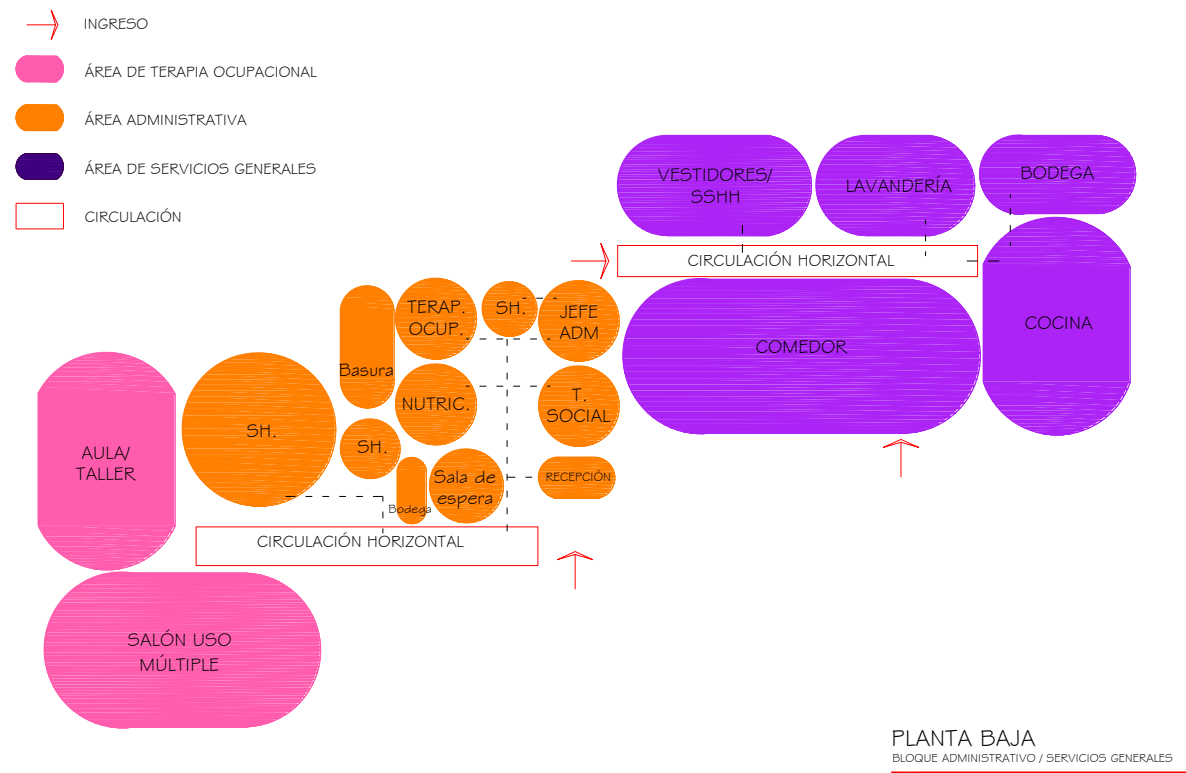 INGRESO
ÁREA DE TERAPIA OCUPACIONAL
ÁREA ADMINISTRATIVA
ÁREA DE SERVICIOS GENERALES
CIRCULACIÓN
VESTIDORES/
SSHH
LAVANDERÍA
BODEGA
CIRCULACIÓN HORIZONTAL
COCINA
COMEDOR
TERAP.
OCUP.
SH.
JEFE
ADM
Basura
NUTRIC.
T.
SOCIAL
SH.
SH.
AULA/
TALLER
Sala de
espera
RECEPCIÓN
Bodega
CIRCULACIÓN HORIZONTAL
SALÓN USO
MÚLTIPLE
PLANTA BAJA
BLOQUE ADMINISTRATIVO / SERVICIOS GENERALES